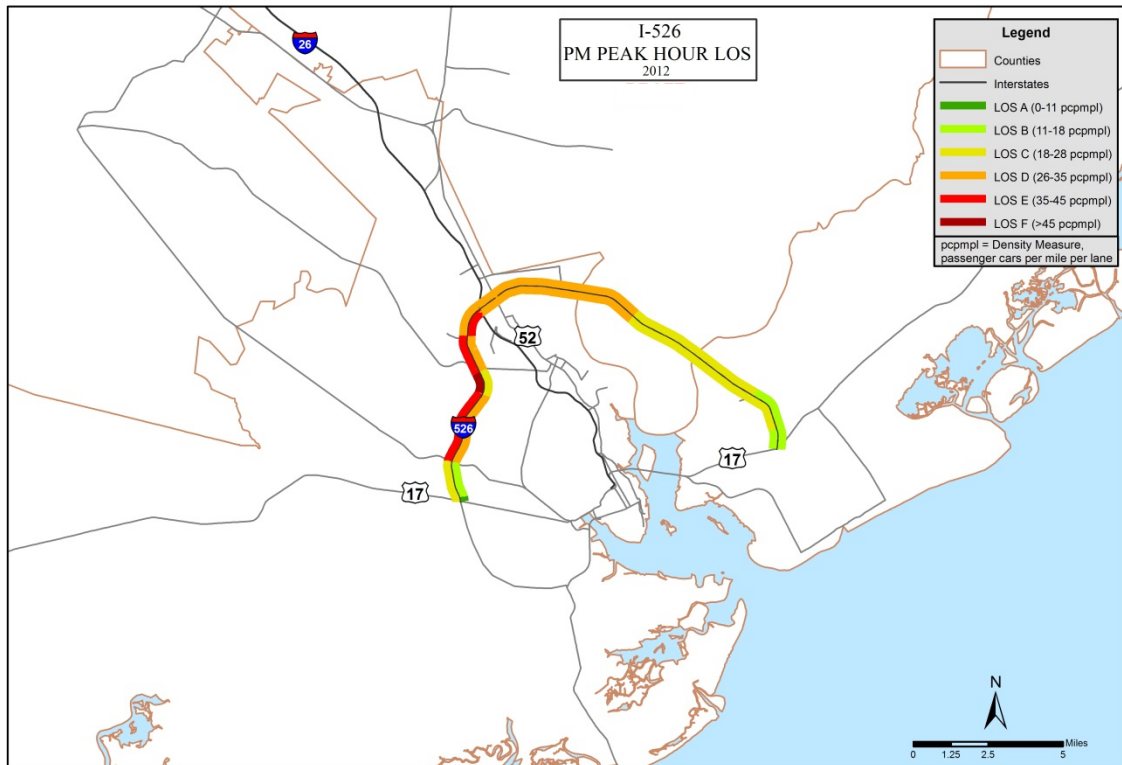 I-526
PM PEAK HOUR LOS
2012
Legend
Counties
Interstates
LOS A (0-11 pcpmpl)
LOS B (11-18 pcpmpl)
LOS C (18-28 pcpmpl)
LOS D (26-35 pcpmpl)
LOS E (35-45 pcpmpl)
LOS F (>45 pcpmpl)
pcpmpl = Density Measure,
passenger cars per mile per lane
26
52
526
17
17
N
Miles
0 1.25 2.5 5